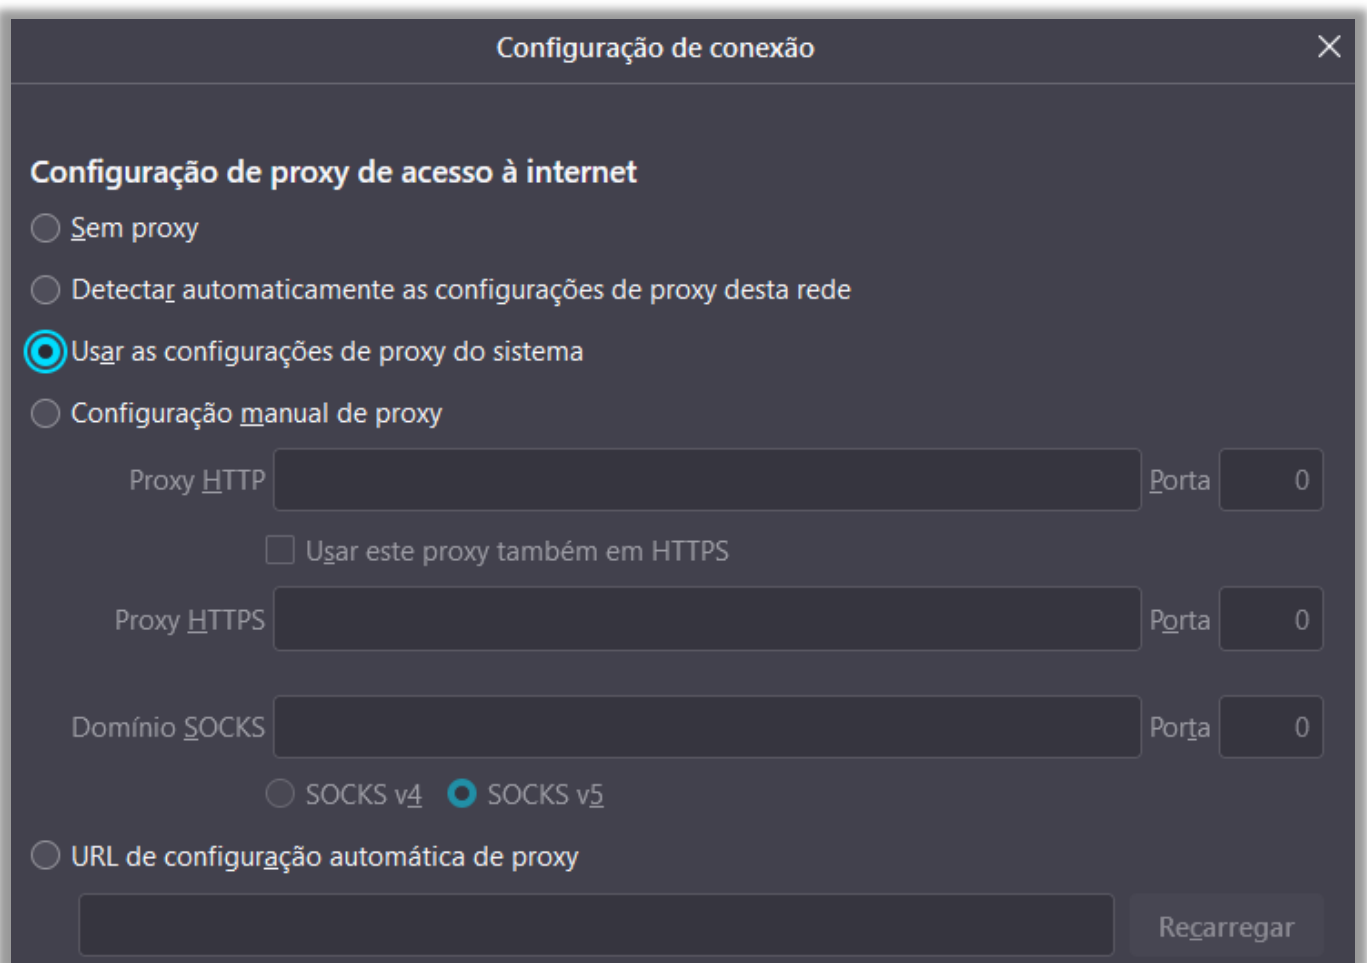 Configuração de conexão
Configuração de proxy de acesso à internet
Sem proxy
Detectar automaticamente as configurações de proxy desta rede
Usar as configurações de proxy do sistema
Configuração manual de proxy
Proxy HTTP Porta 0
Usar este proxy também em HTTPS
Proxy HTTPS Porta 0
Domínio SOCKS Porta 0
SOCKS v4 SOCKS v5
URL de configuração automática de proxy
Recarregar